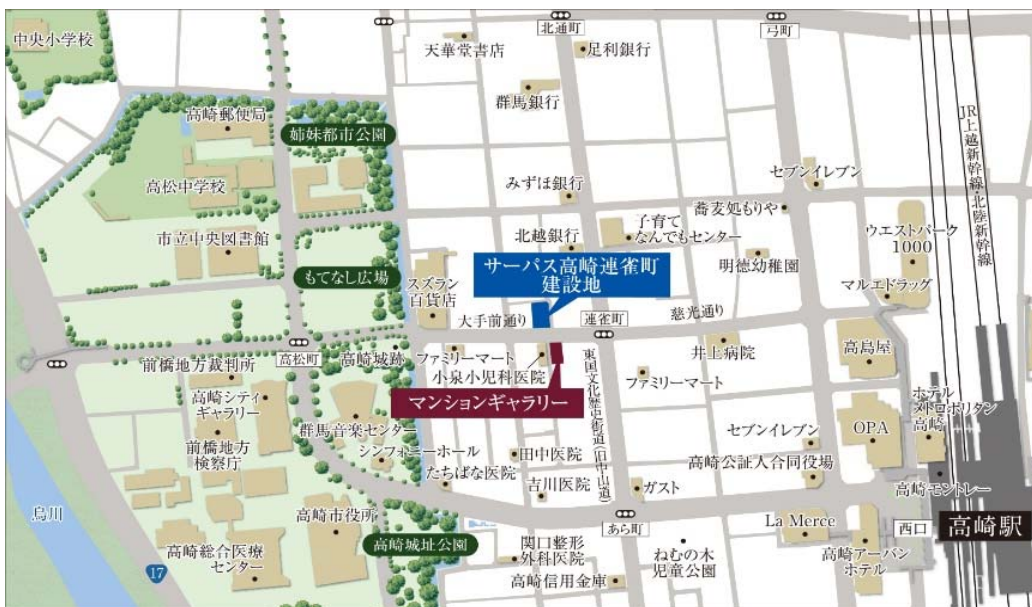 中央小学校
天華堂書店
北通町
足利銀行
弓町
群馬銀行
高崎郵便局
姉妹都市公園
JR上越新幹線・北陸新幹線
高松中学校
みずほ銀行
セブンイレブン
蕎麦処もりや
子育て
なんでもセンター
ウエストパーク
1000
市立中央図書館
北越銀行
明徳幼稚園
もてなし広場
スズラン
百貨店
サーパス高崎連雀町
建設地
マルエドラッグ
大手前通り
連雀町
慈光通り
高松町
高崎城跡
ファミリーマート
小泉小児科医院
井上病院
高島屋
前橋地方裁判所
高崎シティ
ギャラリー
マンションギャラリー
東国文化歴史街道(旧中山道)
ファミリーマート
ホテル
メトロポリタン
高崎
群馬音楽センター
シンフォニーホール
前橋地方
検察庁
田中医院
セブンイレブン
OPA
たちばな医院
吉川医院
ガスト
高崎公証人合同役場
高崎モントレー
烏川
高崎市役所
あら町
La Merce
西口
高崎駅
高崎城址公園
関口整形
外科医院
ねむの木
児童公園
高崎アーバン
ホテル
高崎総合医療
センター
17
高崎信用金庫